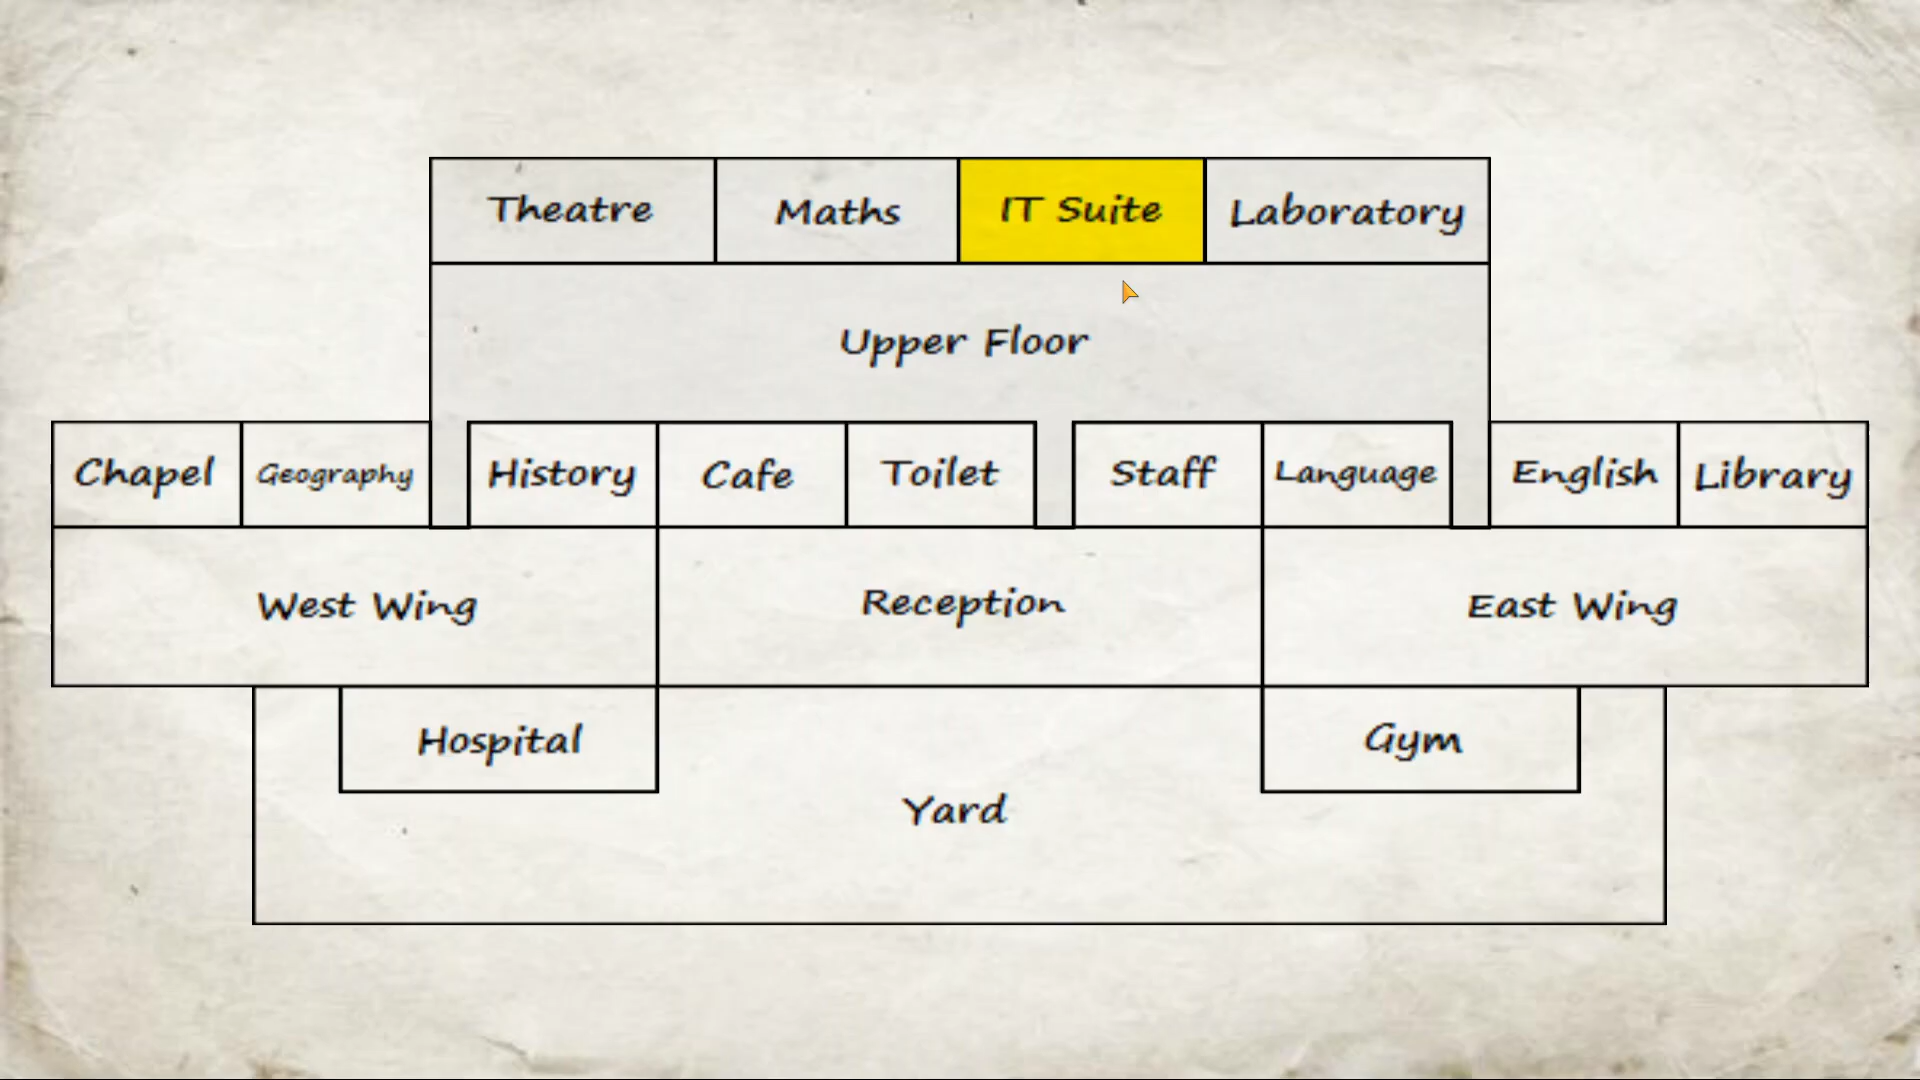 Theatre
Maths
IT Suite
Laboratory
Upper Floor
Chapel
Geography
History
Cafe
Toilet
Staff
Language
English
Library
West Wing
Reception
East Wing
Hospital
Gym
Yard